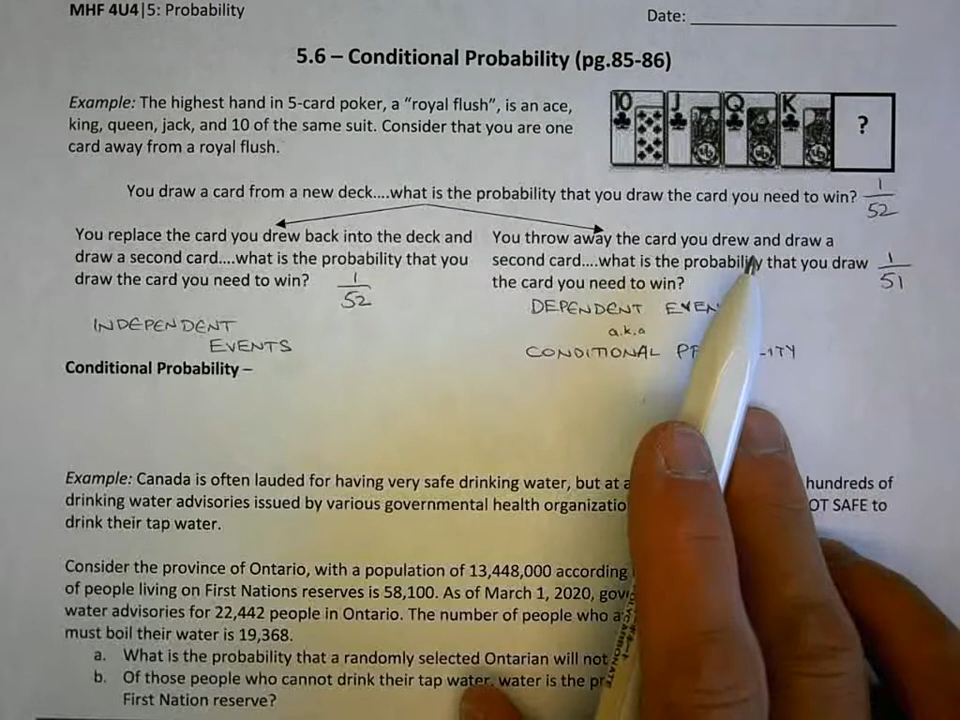 MHF 4U4|5: Probability
Date:
5.6 – Conditional Probability (pg.85-86)
Example: The highest hand in 5-card poker, a “royal flush”, is an ace,
king, queen, jack, and 10 of the same suit. Consider that you are one
card away from a royal flush.
10 J Q K ?
You draw a card from a new deck....what is the probability that you draw the card you need to win? 1/52
You replace the card you drew back into the deck and
draw a second card....what is the probability that you
draw the card you need to win? 1/52
INDEPENDENT
EVENTS
You throw away the card you drew and draw a
second card....what is the probability that you draw 1/51
the card you need to win?
DEPENDENT
a.k.a
CONDITIONAL
Conditional Probability –
Example: Canada is often lauded for having very safe drinking water, but at hundreds of
drinking water advisories issued by various governmental health SAFE to
drink their tap water.
Consider the province of Ontario, with a population of 13,448,000 according
of people living on First Nations reserves is 58,100. As of March 1, 2020,
water advisories for 22,442 people in Ontario. The number of people who
must boil their water is 19,368.
a. What is the probability that a randomly selected Ontarian will not
b. Of those people who cannot drink their tap water, water is the
First Nation reserve?
POLYCARBONATE